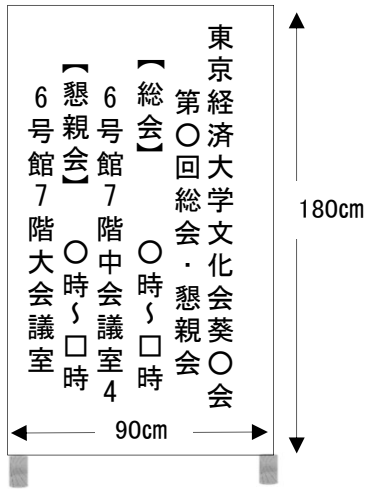 東京経済大学文化会葵〇会
第〇回総会・懇親会
【総会】　〇時～□時
6号館7階中会議室4
【懇親会】　〇時～□時
6号館7階大会議室
180cm
90cm